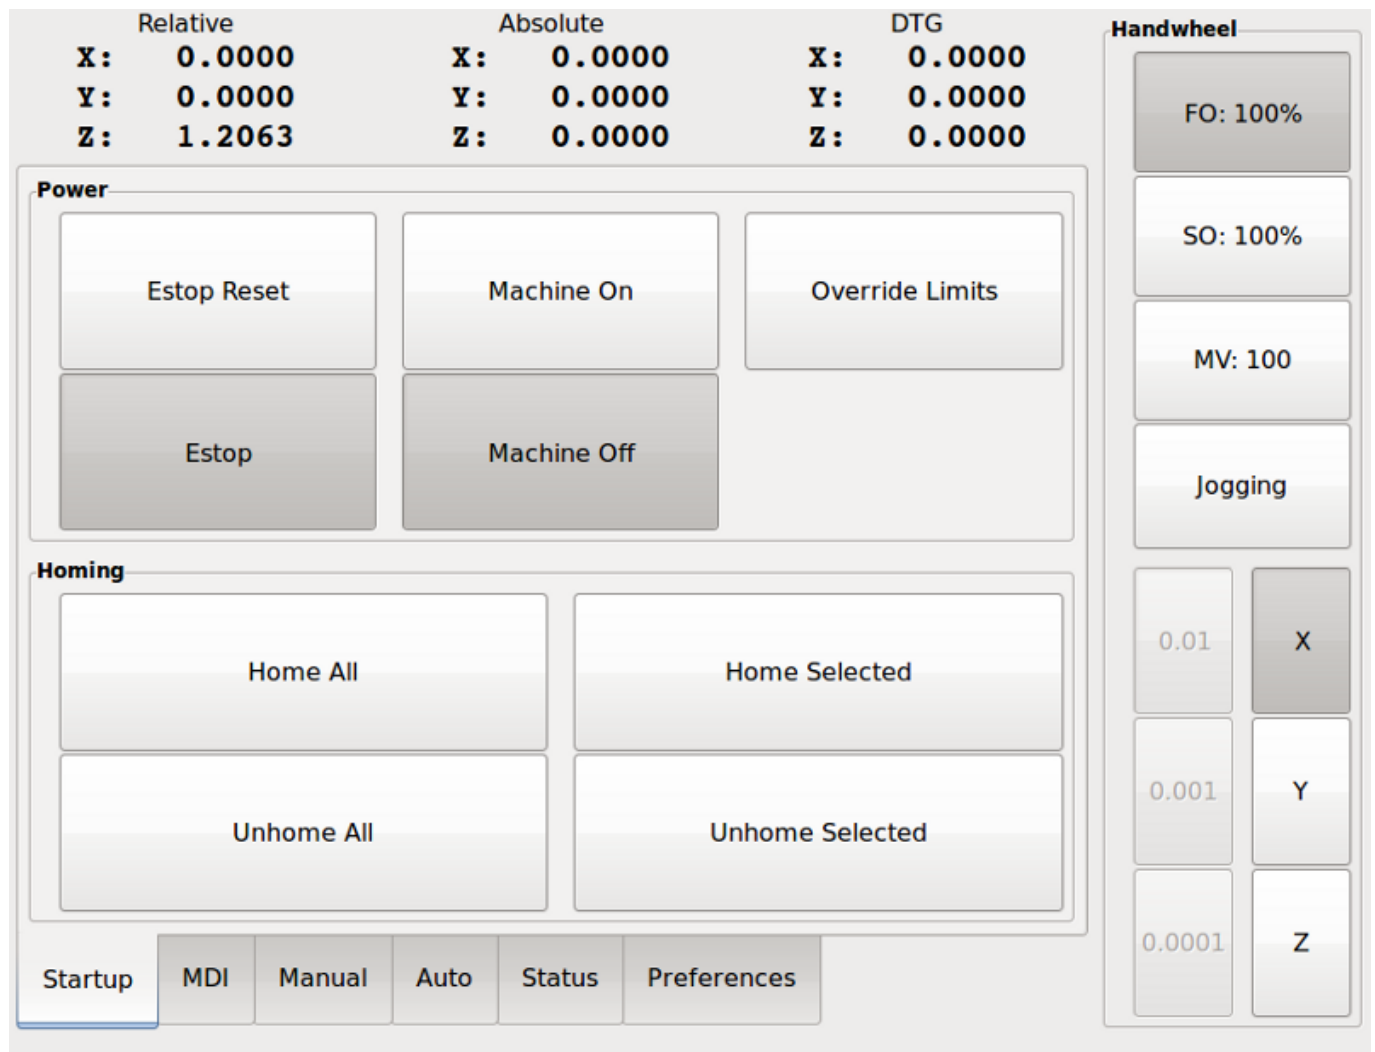 Relative Absolute DTG Handwheel
X: 0.0000 X: 0.0000 X: 0.0000
Y: 0.0000 Y: 0.0000 Y: 0.0000
Z: 1.2063 Z: 0.0000 Z: 0.0000
FO: 100%
Power
SO: 100%
Estop Reset Machine On Override Limits
MV: 100
Estop Machine Off
Jogging
Homing
0.01 X
Home All Home Selected
0.001 Y
Unhome All Unhome Selected
0.0001 Z
Startup MDI Manual Auto Status Preferences